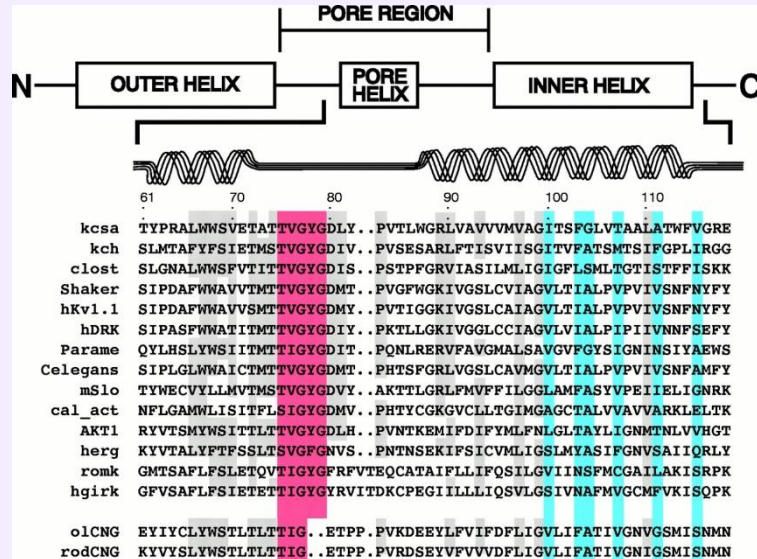 PORE REGION
N OUTER HELIX PORE HELIX INNER HELIX C
61 70 80 90 100 110
kcsa TYPRALWWSVETATTVGYGDLY..PVTLWGRLVAVVVMVAGITSFGLVTAALATWFVGRE
kch SLMTAFYFSIETMSTVGYGDIV..PVSESARLFTISVIISGITVFATSMTSIFGPLIRGG
clost SLGNALWWSFVTITTVGYGDIS..PSTPFGRVIASILMLIGIGFLSMLTGTISTFFISKK
Shaker SIPDAFWWAVVTMTTVGYGDMT..PVGFWGKIVGSLCVIAGVLTIALPVPVIVSNFNYFY
hKv1.1 SIPDAFWWAVVSMTTVGYGDMY..PVTIGGKIVGSLCAIAGVLTIALPVPVIVSNFNYFY
hDRK SIPASFWWATITMTTVGYGDIY..PKTLLGKIVGGLCCIAGVLVIALPIPIIVNNFSEFY
Parame QYLHSLYWSIITMTTIGYGDIT..PQNLRERVFAVGMALSAVGVFGYSIGNINSIYAEWS
Celegans SIPLGLWWAICTMTTVGYGDMT..PHTSFGRLVGSLCAVMGVLTIALPVPVIVSNFAMFY
mSlo TYWECVYLLMVTMSTVGYGDVY..AKTTLGRLFMVFFILGGLAMFASYVPEIIELIGNRK
cal_act NFLGAMWLISITFLSIGYGDMV..PHTYCGKGVCLLTGIMGAGCTALVVAVVARKLELTK
AKT1 RYVTSMYWSITTLTTVGYGDLH..PVNTKEMIFDIFYMLFNLGLTAYLIGNMTNLVVHGT
herg KYVTALYFTFSSLTSVGFGNVS..PNTNSEKIFSICVMLIGSLMYASIFGNVSAIIQRLY
romk GMTSAFLFSLETQVTIGYGFRFVTEQCATAIFLLIFQSILGVIINSFMCGAILAKISRPK
hgirk GFVSAFLFSIETETTIGYGYRVITDKCPEGIILLLIQSVLGSIVNAFMVGCMFVKISQPK
olCNG EYIYCLYWSTLTLTTIG..ETPP.PVKDEEYLFVIFDFLIGVLIFATIVGNVGSMISNMN
rodCNG KYVYSLYWSTLTLTTIG..ETPP.PVRDSEYVFVVVDFLIGVLIFATIVGNIGSMISNMN